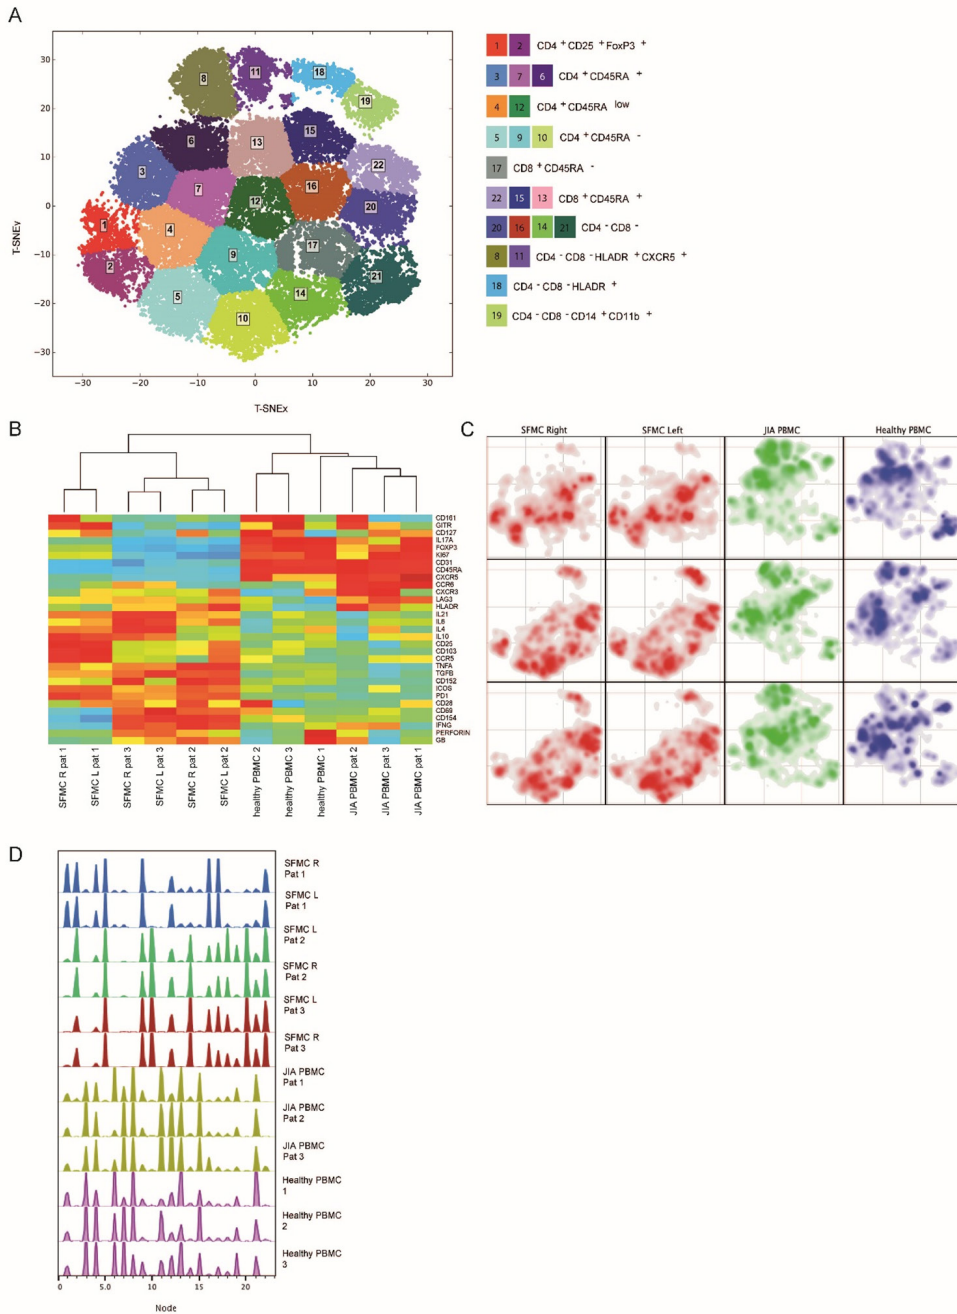 A
30
20
10
0
−10
−20
−30
T-SNEy
−30
−20
−10
0
10
20
30
T-SNEx
8
11
18
19
6
13
15
3
22
7
16
12
20
1
4
17
9
2
21
5
14
10
1 2 CD4 + CD25 + FoxP3 +
3 7 6 CD4 + CD45RA +
4 12 CD4 + CD45RA low
5 9 10 CD4 + CD45RA -
17 CD8 + CD45RA -
22 15 13 CD8 + CD45RA +
20 16 14 21 CD4 - CD8 -
8 11 CD4 - CD8 - HLADR + CXCR5 +
18 CD4 - CD8 - HLADR +
19 CD4 - CD8 - CD14 + CD11b +
B
CD161
GITR
CD127
IL17A
FOXP3
KI67
CD31
CD45RA
CXCR5
CCR6
CXCR3
LAG3
HLADR
IL21
IL6
IL4
IL10
CD25
CD103
CCR5
TNFA
TGFB
CD152
ICOS
PD1
CD28
CD69
CD154
IFNG
PERFORIN
GB
SFMC R pat 1
SFMC L pat 1
SFMC R pat 3
SFMC L pat 3
SFMC R pat 2
SFMC L pat 2
healthy PBMC 2
healthy PBMC 3
healthy PBMC 1
JIA PBMC pat 2
JIA PBMC pat 3
JIA PBMC pat 1
C
SFMC Right
SFMC Left
JIA PBMC
Healthy PBMC
D
SFMC R
Pat 1
SFMC L
Pat 1
SFMC L
Pat 2
SFMC R
Pat 2
SFMC L
Pat 3
SFMC R
Pat 3
JIA PBMC
Pat 1
JIA PBMC
Pat 2
JIA PBMC
Pat 3
Healthy PBMC
1
Healthy PBMC
2
Healthy PBMC
3
0
5.0
10
15
20
Node